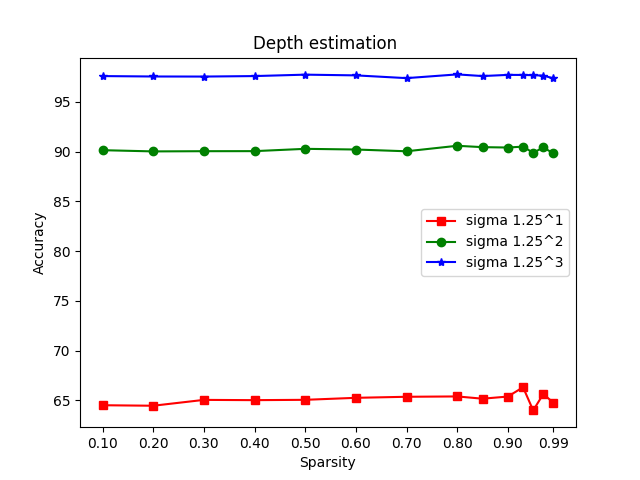 Depth estimation
Accuracy
95
90
85
80
75
70
65
sigma 1.25^1
sigma 1.25^2
sigma 1.25^3
0.10 0.20 0.30 0.40 0.50 0.60 0.70 0.80 0.90 0.99
Sparsity